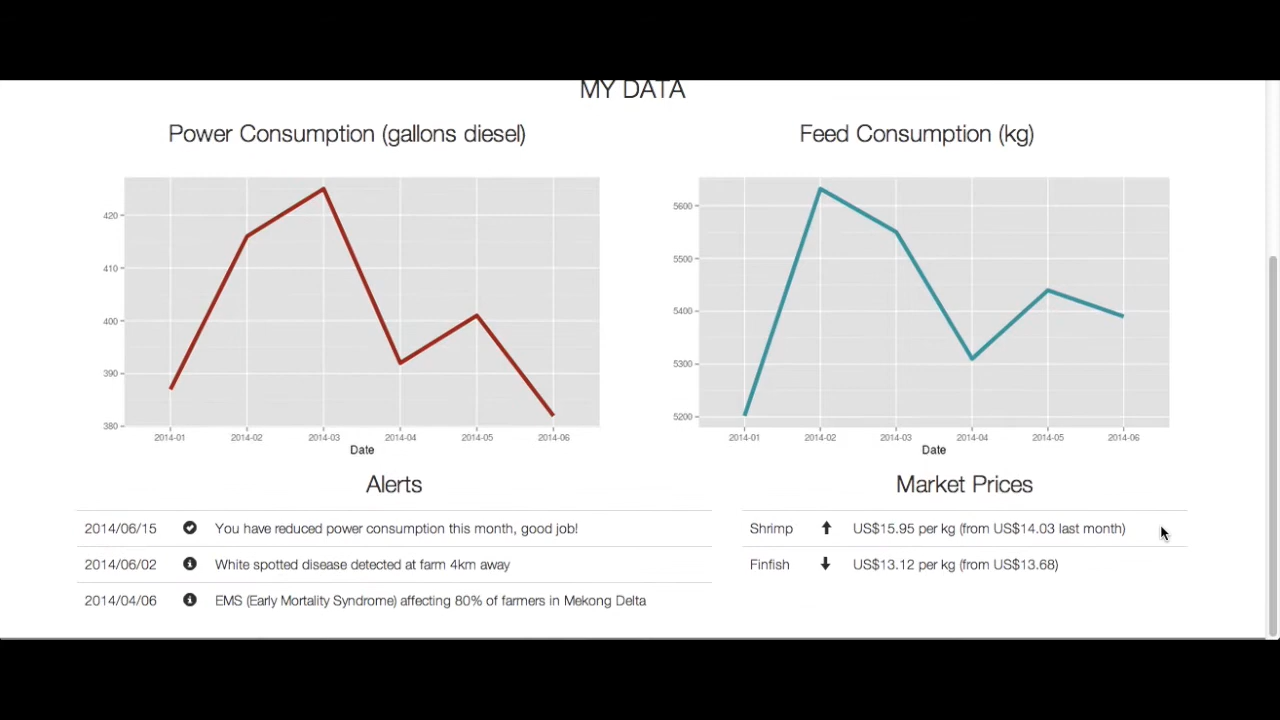 MY DATA
Power Consumption (gallons diesel)
420
410
400
390
380
2014-01 2014-02 2014-03 2014-04 2014-05 2014-06
Date
Feed Consumption (kg)
5600
5500
5400
5300
5200
2014-01 2014-02 2014-03 2014-04 2014-05 2014-06
Date
Alerts
2014/06/15 You have reduced power consumption this month, good job!
2014/06/02 White spotted disease detected at farm 4km away
2014/04/06 EMS (Early Mortality Syndrome) affecting 80% of farmers in Mekong Delta
Market Prices
Shrimp US$15.95 per kg (from US$14.03 last month)
Finfish US$13.12 per kg (from US$13.68)